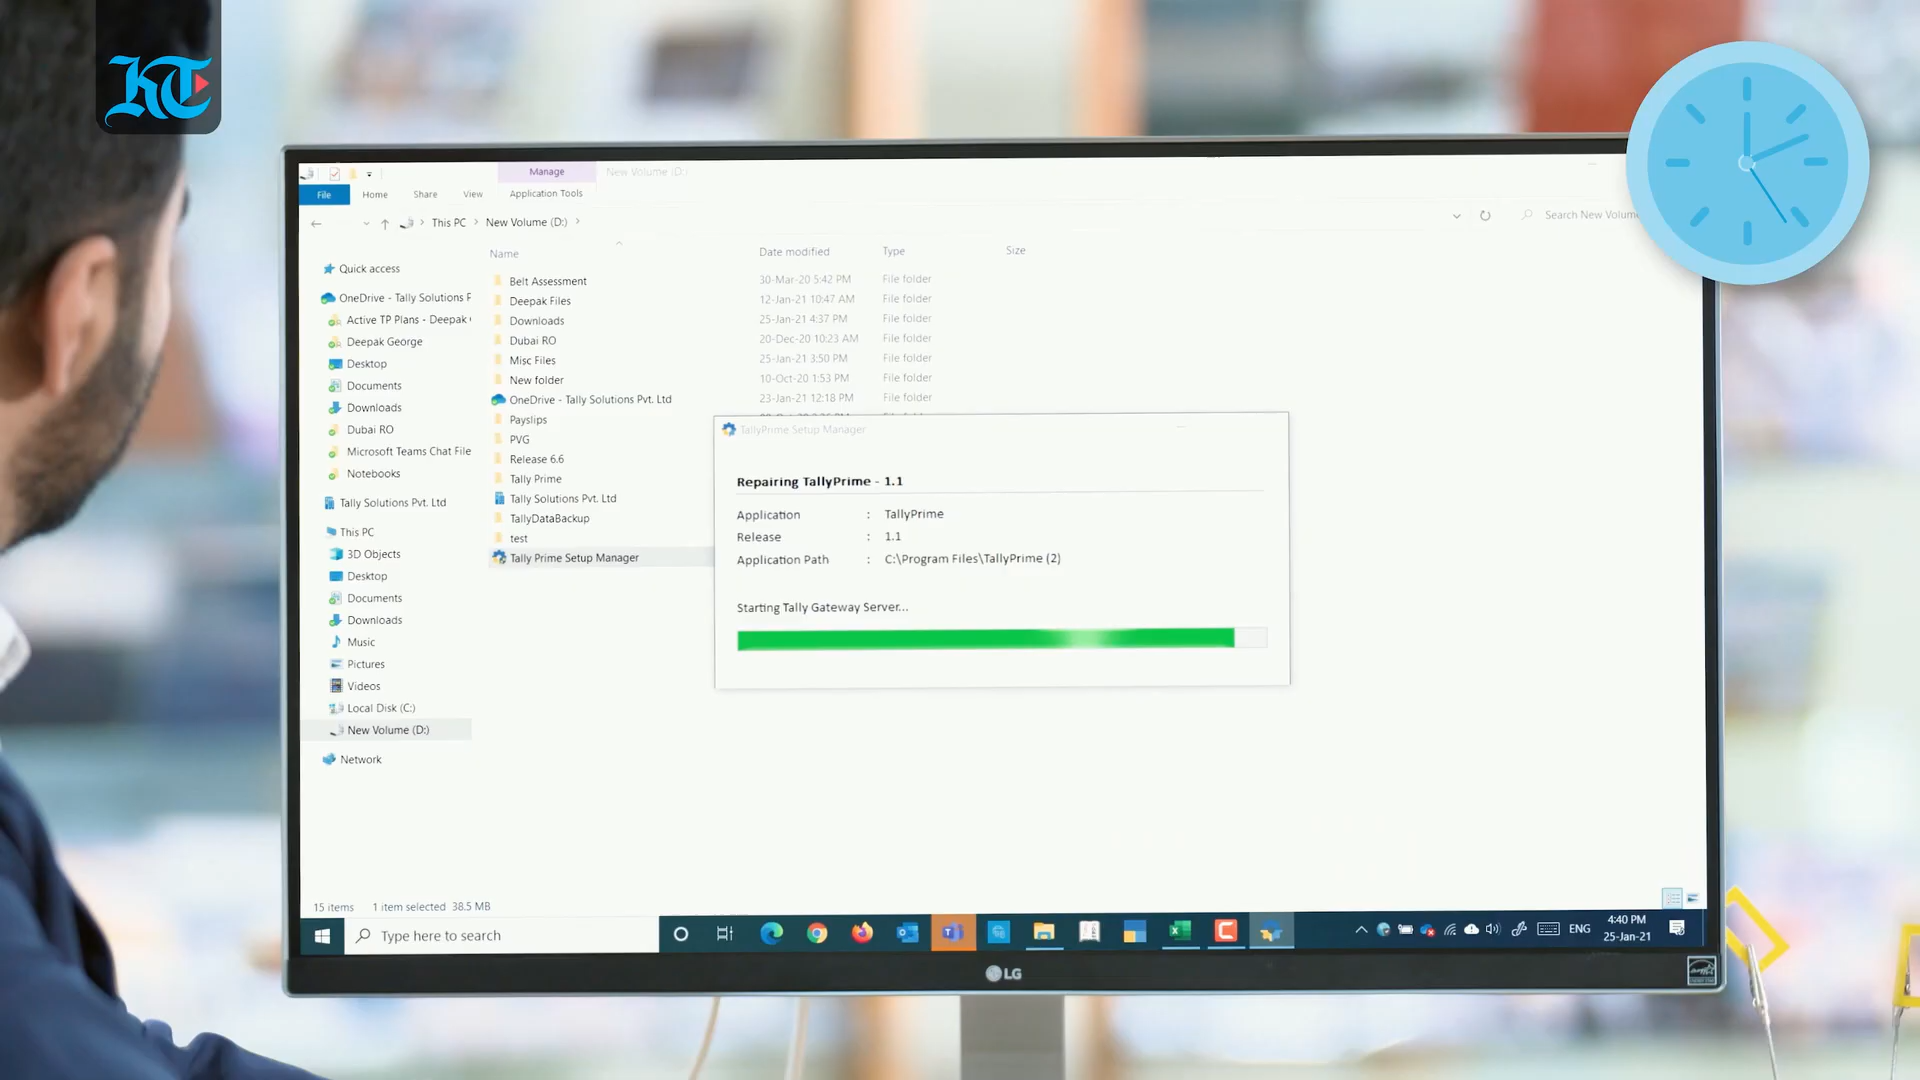 KT
Manage
New Volume (D:)
File
Home
Share
View
Application Tools
This PC
New Volume (D:)
Search New Volum
Name
Date modified
Type
Size
Quick access
OneDrive - Tally Solutions P
Active TP Plans - Deepak
Deepak George
Desktop
Documents
Downloads
Dubai RO
Microsoft Teams Chat File
Notebooks
Tally Solutions Pvt. Ltd
This PC
3D Objects
Desktop
Documents
Downloads
Music
Pictures
Videos
Local Disk (C:)
New Volume (D:)
Network
Belt Assessment 30-Mar-20 5:42 PM File folder
Deepak Files 12-Jan-21 10:47 AM File folder
Downloads 25-Jan-21 4:37 PM File folder
Dubai RO 20-Dec-20 10:23 AM File folder
Misc Files 25-Jan-21 3:50 PM File folder
New folder 10-Oct-20 1:53 PM File folder
OneDrive - Tally Solutions Pvt. Ltd 23-Jan-21 12:18 PM File folder
Payslips
PVG
Release 6.6
Tally Prime
Tally Solutions Pvt. Ltd
TallyDataBackup
test
Tally Prime Setup Manager
TallyPrime Setup Manager
Repairing TallyPrime - 1.1
Application : TallyPrime
Release : 1.1
Application Path : C:\Program Files\TallyPrime (2)
Starting Tally Gateway Server...
15 items 1 item selected 38.5 MB
Type here to search
ENG
4:40 PM
25-Jan-21
LG